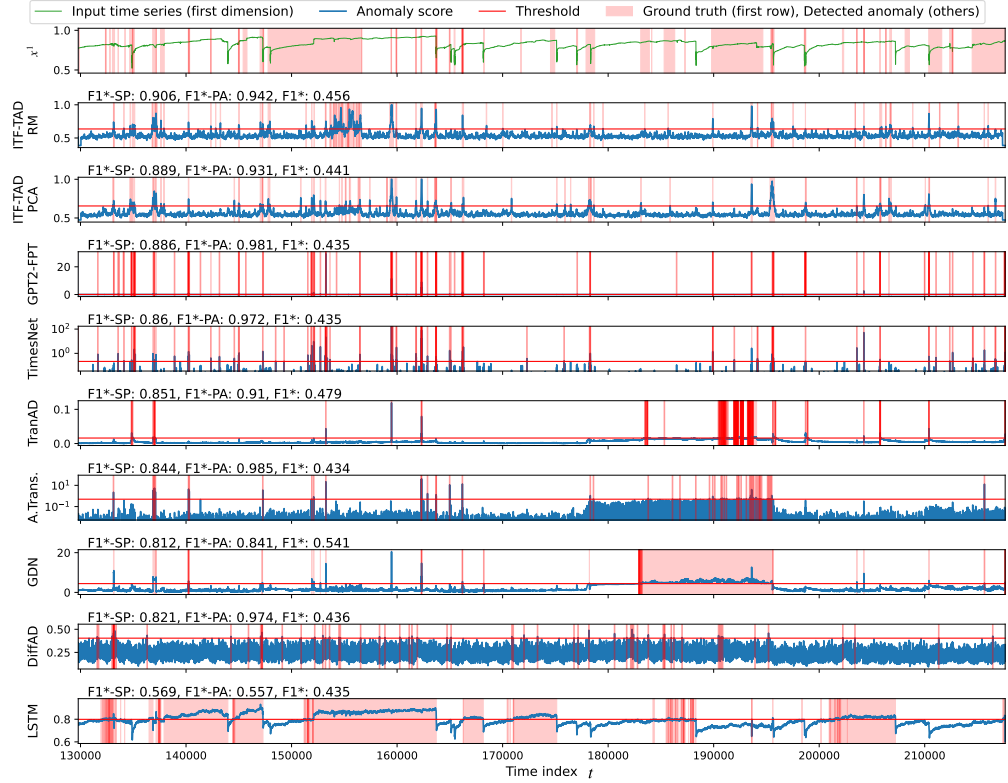 Input time series (first dimension) Anomaly score Threshold Ground truth (first row), Detected anomaly (others)
1.0
0.5
x¹
F1*-SP: 0.906, F1*-PA: 0.942, F1*: 0.456
1.0
0.5
ITF-TAD
RM
F1*-SP: 0.889, F1*-PA: 0.931, F1*: 0.441
1.0
0.5
ITF-TAD
PCA
F1*-SP: 0.886, F1*-PA: 0.981, F1*: 0.435
20
0
GPT2-FPT
F1*-SP: 0.86, F1*-PA: 0.972, F1*: 0.435
10²
10⁰
TimesNet
F1*-SP: 0.851, F1*-PA: 0.91, F1*: 0.479
0.1
0.0
TranAD
F1*-SP: 0.844, F1*-PA: 0.985, F1*: 0.434
10¹
10⁻¹
A.Trans.
F1*-SP: 0.812, F1*-PA: 0.841, F1*: 0.541
20
0
GDN
F1*-SP: 0.821, F1*-PA: 0.974, F1*: 0.436
0.50
0.25
DiffAD
F1*-SP: 0.569, F1*-PA: 0.557, F1*: 0.435
0.8
0.6
LSTM
130000 140000 150000 160000 170000 180000 190000 200000 210000
Time index t